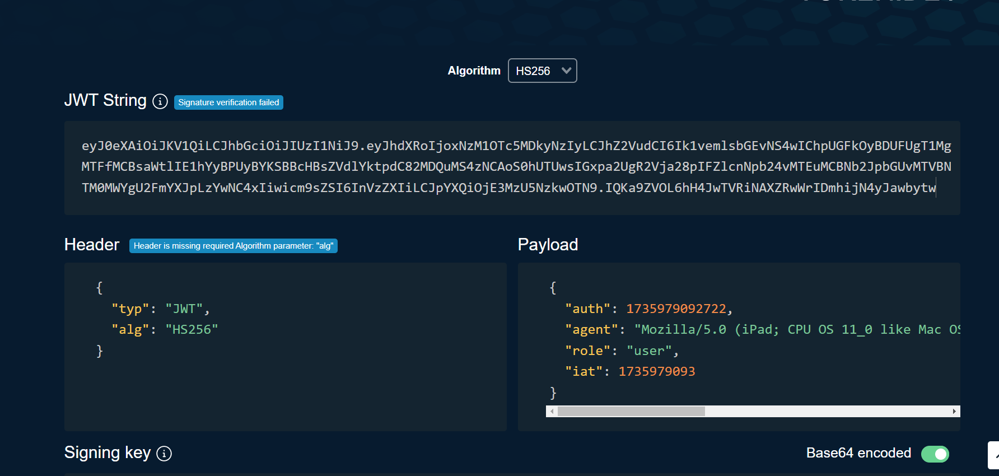 Algorithm HS256
JWT String Signature verification failed
eyJ0eXAiOiJKV1QiLCJhbGciOiJIUzI1NiJ9.eyJhdXRoIjoxNzM1OTc5MDkyNzIyLCJhZ2VudCI6Ik1vemlsbGEvNS4wIChpUGFkOyBDUFUgT1Mg
MTFfMCBsaWtlIE1hYyBPUyBYKSBBcHBsZVdlYktpdC82MDQuMS4zNCAoS0hUTUwsIGxpa2UgR2Vja28pIFZlcnNpb24vMTEuMCBNb2JpbGUvMTVBN
TM0MWYgU2FmYXJpLzYwNC4xIiwicm9sZSI6InVzZXIiLCJpYXQiOjE3MzU5NzkwOTN9.IQKa9ZVOL6hH4JwTVRiNAXZRwWrIDmhijN4yJawbytw
Header Header is missing required Algorithm parameter: "alg"
{
"typ": "JWT",
"alg": "HS256"
}
Payload
{
"auth": 1735979092722,
"agent": "Mozilla/5.0 (iPad; CPU OS 11_0 like Mac OS
"role": "user",
"iat": 1735979093
}
Signing key
Base64 encoded